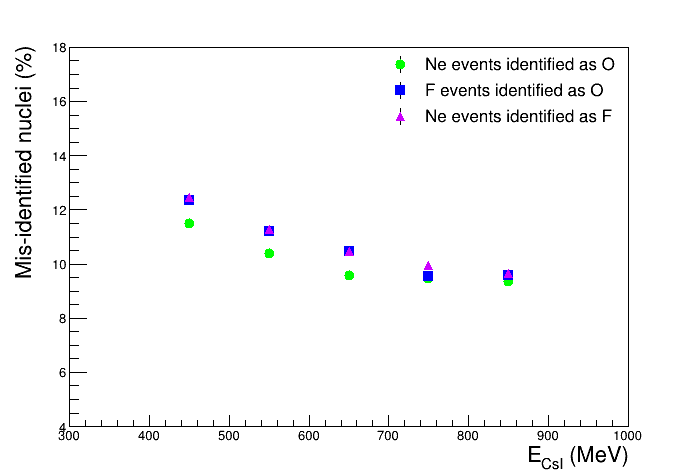 Mis-identified nuclei (%)
18
16
14
12
10
8
6
4
Ne events identified as O
F events identified as O
Ne events identified as F
300 400 500 600 700 800 900 1000
E_CsI (MeV)